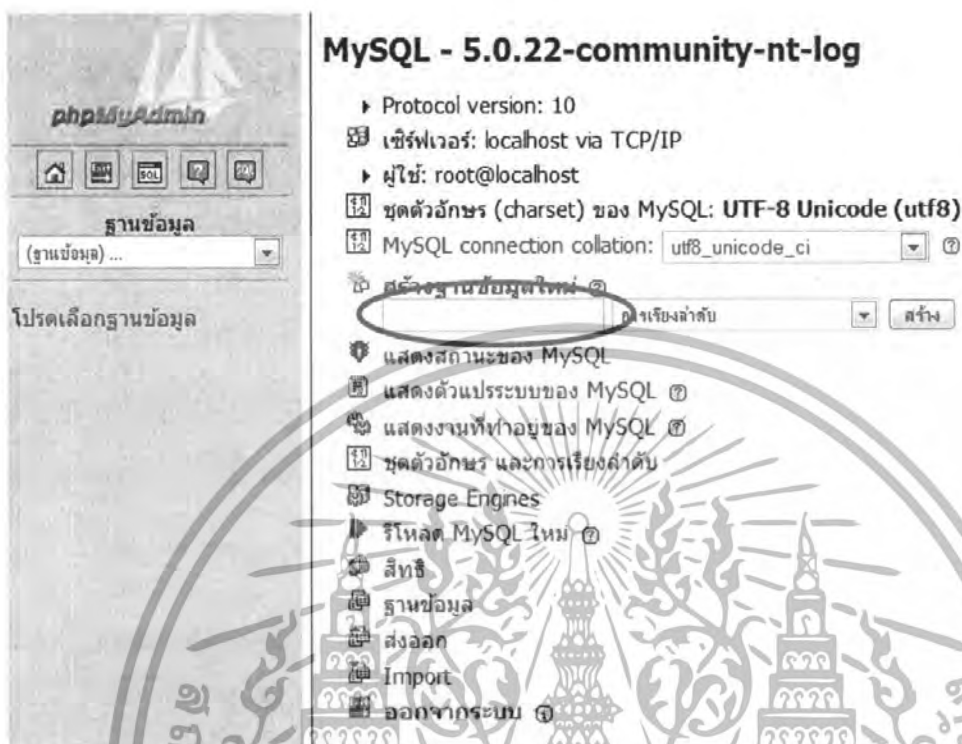 phpMyAdmin
SQL
ฐานข้อมูล
(ฐานข้อมูล) ...
โปรดเลือกฐานข้อมูล
MySQL - 5.0.22-community-nt-log
Protocol version: 10
เซิร์ฟเวอร์: localhost via TCP/IP
ผู้ใช้: root@localhost
ชุดตัวอักษร (charset) ของ MySQL: UTF-8 Unicode (utf8)
MySQL connection collation: utf8_unicode_ci
สร้างฐานข้อมูลใหม่
การเรียงลำดับ สร้าง
แสดงสถานะของ MySQL
แสดงตัวแปรระบบของ MySQL
แสดงงานที่ทำอยู่ของ MySQL
ชุดตัวอักษร และการเรียงลำดับ
Storage Engines
รีโหลด MySQL ใหม่
สิทธิ
ฐานข้อมูล
ส่งออก
Import
ออกจากระบบ